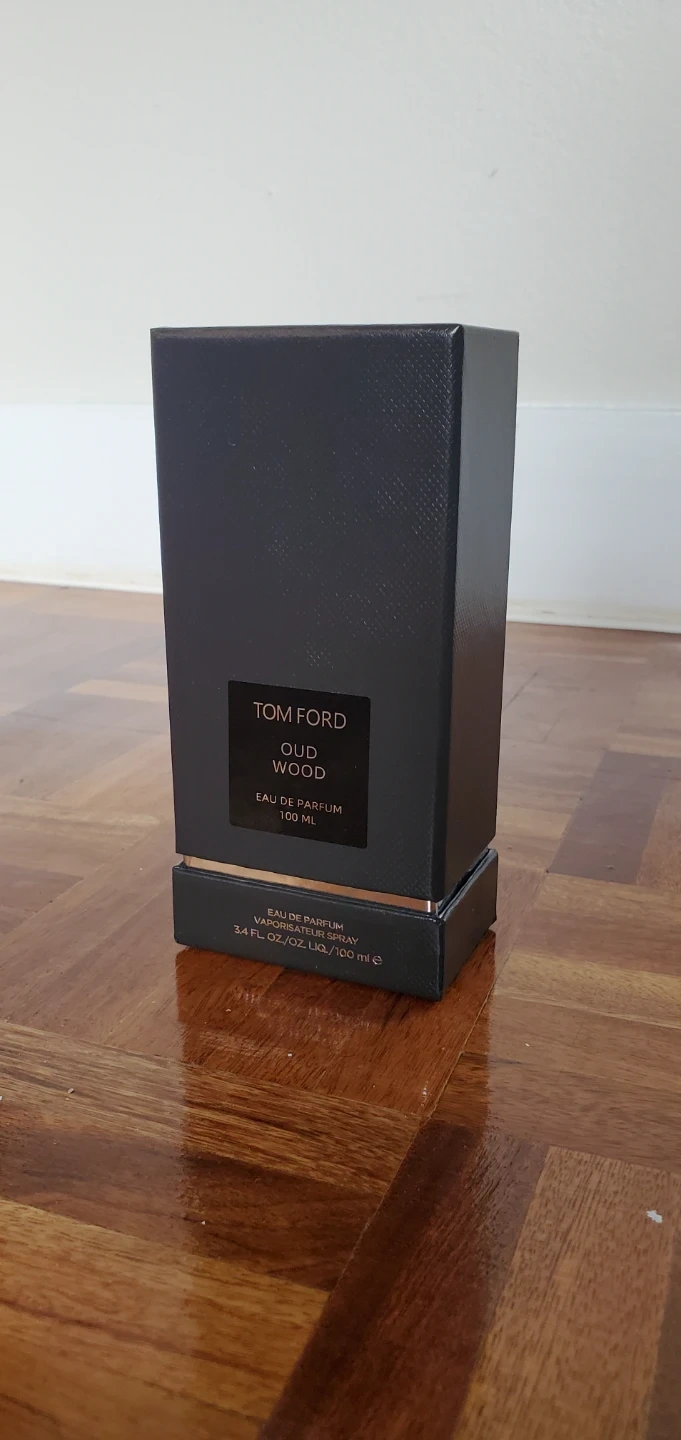 TOM FORD
OUD
WOOD
EAU DE PARFUM
100 ML
EAU DE PARFUM
VAPORISATEUR SPRAY
3.4 FL. OZ./OZ. LIQ./100 ml ℮